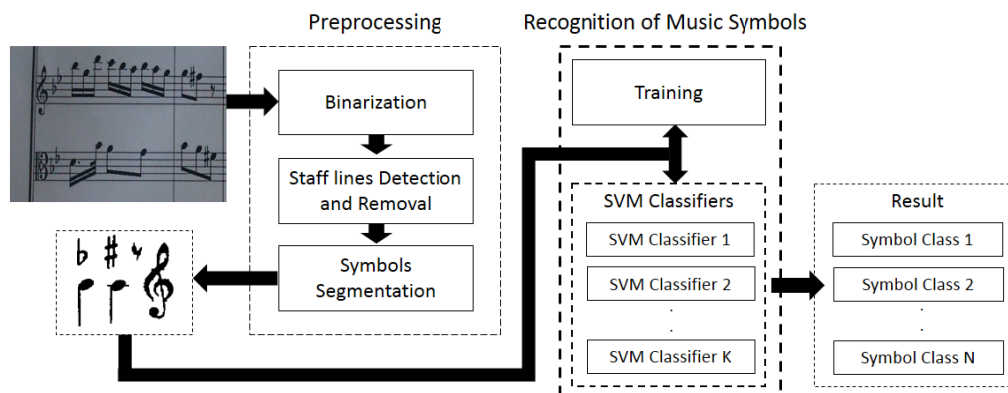 Preprocessing
Recognition of Music Symbols
Binarization
Staff lines Detection
and Removal
Symbols
Segmentation
Training
SVM Classifiers
SVM Classifier 1
SVM Classifier 2
.
.
SVM Classifier K
Result
Symbol Class 1
Symbol Class 2
.
.
Symbol Class N